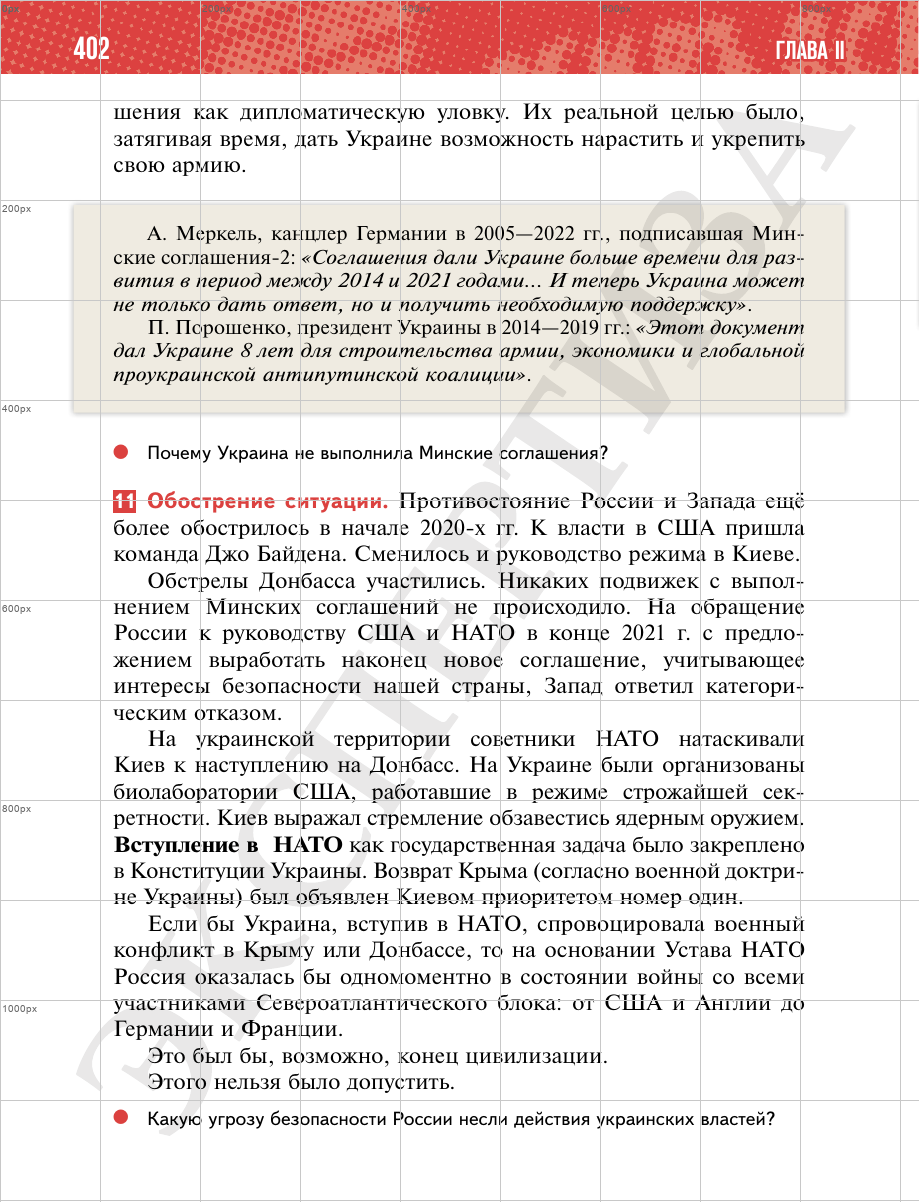 402
ГЛАВА II
шения как дипломатическую уловку. Их реальной целью было,
затягивая время, дать Украине возможность нарастить и укрепить
свою армию.
А. Меркель, канцлер Германии в 2005—2022 гг., подписавшая Мин-
ские соглашения-2: «Соглашения дали Украине больше времени для раз-
вития в период между 2014 и 2021 годами... И теперь Украина может
не только дать ответ, но и получить необходимую поддержку».
П. Порошенко, президент Украины в 2014—2019 гг.: «Этот документ
дал Украине 8 лет для строительства армии, экономики и глобальной
проукраинской антипутинской коалиции».
Почему Украина не выполнила Минские соглашения?
11 Обострение ситуации. Противостояние России и Запада ещё
более обострилось в начале 2020-х гг. К власти в США пришла
команда Джо Байдена. Сменилось и руководство режима в Киеве.
Обстрелы Донбасса участились. Никаких подвижек с выпол-
нением Минских соглашений не происходило. На обращение
России к руководству США и НАТО в конце 2021 г. с предло-
жением выработать наконец новое соглашение, учитывающее
интересы безопасности нашей страны, Запад ответил категори-
ческим отказом.
На украинской территории советники НАТО натаскивали
Киев к наступлению на Донбасс. На Украине были организованы
биолаборатории США, работавшие в режиме строжайшей сек-
ретности. Киев выражал стремление обзавестись ядерным оружием.
Вступление в НАТО как государственная задача было закреплено
в Конституции Украины. Возврат Крыма (согласно военной доктри-
не Украины) был объявлен Киевом приоритетом номер один.
Если бы Украина, вступив в НАТО, спровоцировала военный
конфликт в Крыму или Донбассе, то на основании Устава НАТО
Россия оказалась бы одномоментно в состоянии войны со всеми
участниками Североатлантического блока: от США и Англии до
Германии и Франции.
Это был бы, возможно, конец цивилизации.
Этого нельзя было допустить.
Какую угрозу безопасности России несли действия украинских властей?
ЭКСПЕРТИЗА
200px
400px
600px
800px
1000px